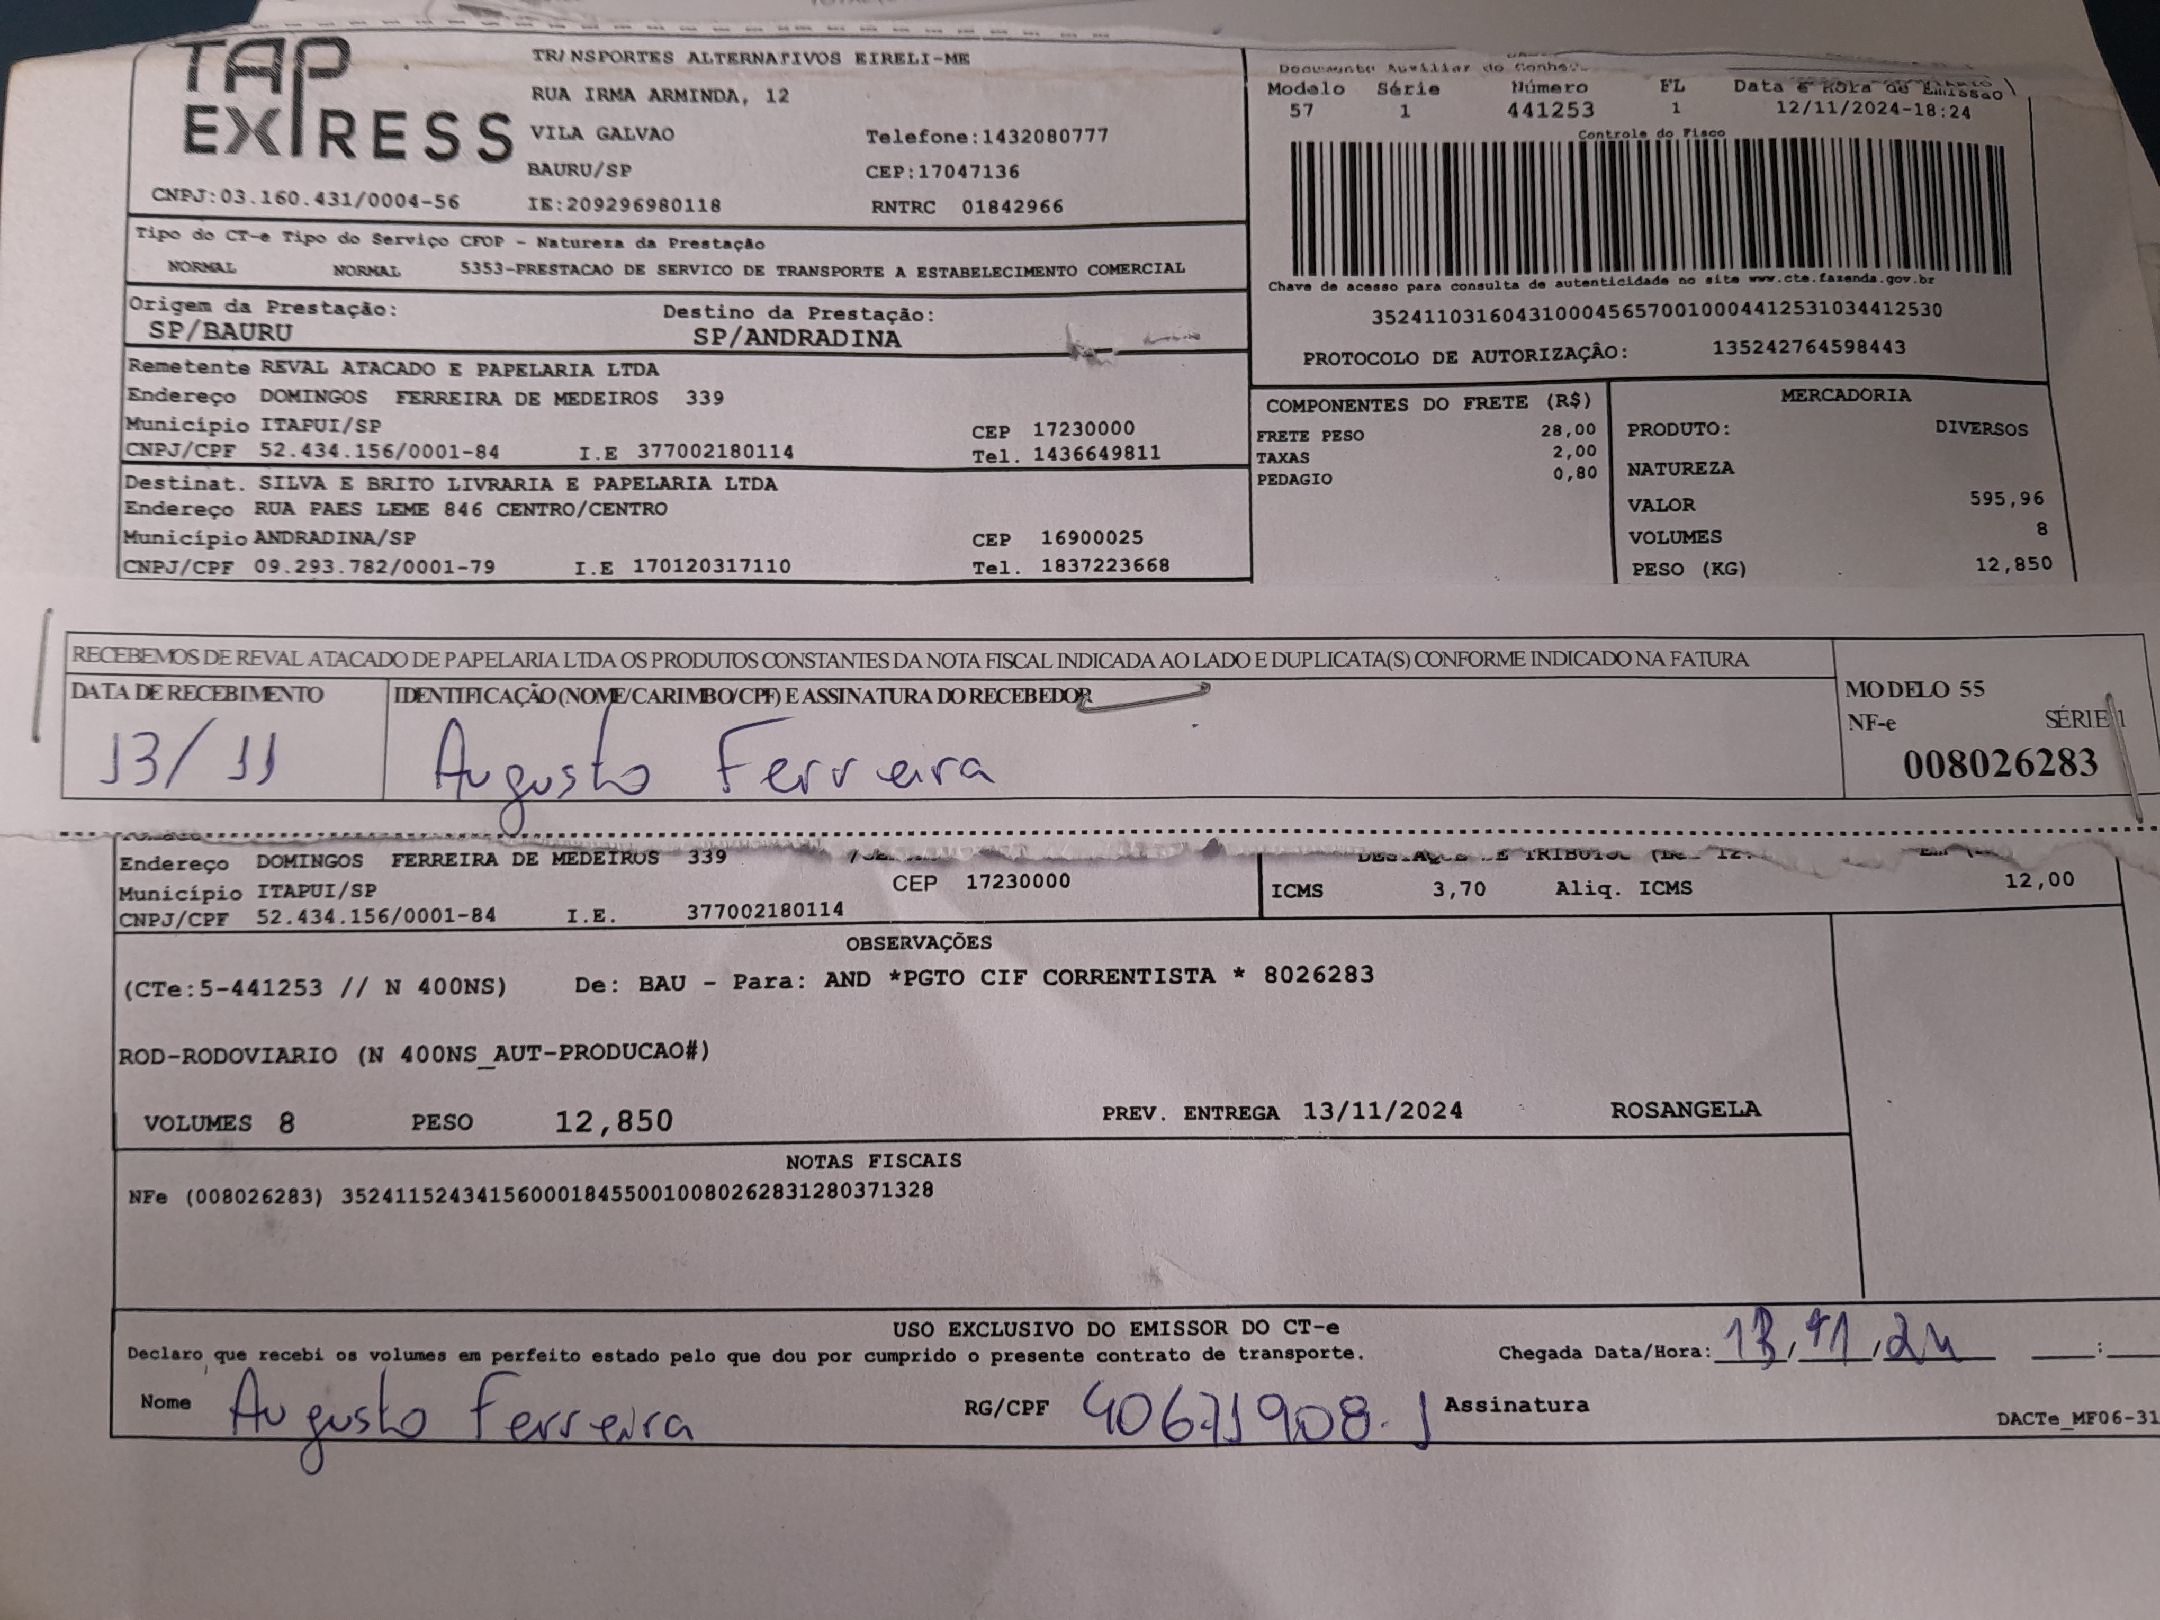 TAP EXPRESS
TRANSPORTES ALTERNATIVOS EIRELI-ME
RUA IRMA ARMINDA, 12
VILA GALVAO Telefone:1432080777
BAURU/SP CEP:17047136
CNPJ:03.160.431/0004-56 IE:209296980118 RNTRC 01842966
Documento Auxiliar do
Modelo Série Número FL Data e Hora de Emissao
57 1 441253 1 12/11/2024-18:24
Controle do Fisco
Chave de acesso para consulta de autenticidade no site www.cte.fazenda.gov.br
35241103160431000456570010004412531034412530
PROTOCOLO DE AUTORIZAÇÂO: 135242764598443
Tipo do CT-e Tipo do Serviço CFOP - Natureza da Prestação
NORMAL NORMAL 5353-PRESTACAO DE SERVICO DE TRANSPORTE A ESTABELECIMENTO COMERCIAL
Origem da Prestação: Destino da Prestação:
SP/BAURU SP/ANDRADINA
Remetente REVAL ATACADO E PAPELARIA LTDA
Endereço DOMINGOS FERREIRA DE MEDEIROS 339
Município ITAPUI/SP CEP 17230000
CNPJ/CPF 52.434.156/0001-84 I.E 377002180114 Tel. 1436649811
Destinat. SILVA E BRITO LIVRARIA E PAPELARIA LTDA
Endereço RUA PAES LEME 846 CENTRO/CENTRO
Município ANDRADINA/SP CEP 16900025
CNPJ/CPF 09.293.782/0001-79 I.E 170120317110 Tel. 1837223668
COMPONENTES DO FRETE (R$)
FRETE PESO 28,00
TAXAS 2,00
PEDAGIO 0,80
MERCADORIA
PRODUTO: DIVERSOS
NATUREZA
VALOR 595,96
VOLUMES 8
PESO (KG) 12,850
RECEBEMOS DE REVAL ATACADO DE PAPELARIA LTDA OS PRODUTOS CONSTANTES DA NOTA FISCAL INDICADA AO LADO E DUPLICATA(S) CONFORME INDICADO NA FATURA
DATA DE RECEBIMENTO IDENTIFICAÇÃO (NOME/CARIMBO/CPF) E ASSINATURA DO RECEBEDOR
13/11 Augusto Ferreira
MODELO 55
NF-e SÉRIE 1
008026283
Endereço DOMINGOS FERREIRA DE MEDEIROS 339
Município ITAPUI/SP CEP 17230000
CNPJ/CPF 52.434.156/0001-84 I.E. 377002180114
ICMS 3,70 Aliq. ICMS 12,00
OBSERVAÇÕES
(CTe:5-441253 // N 400NS) De: BAU - Para: AND *PGTO CIF CORRENTISTA * 8026283
ROD-RODOVIARIO (N 400NS_AUT-PRODUCAO#)
VOLUMES 8 PESO 12,850 PREV. ENTREGA 13/11/2024 ROSANGELA
NOTAS FISCAIS
NFe (008026283) 35241152434156000184550010080262831280371328
USO EXCLUSIVO DO EMISSOR DO CT-e
Declaro que recebi os volumes em perfeito estado pelo que dou por cumprido o presente contrato de transporte. Chegada Data/Hora: 13/11/24 __:__
Nome Augusto Ferreira RG/CPF 40671908-1 Assinatura
DACTe_MF06-31